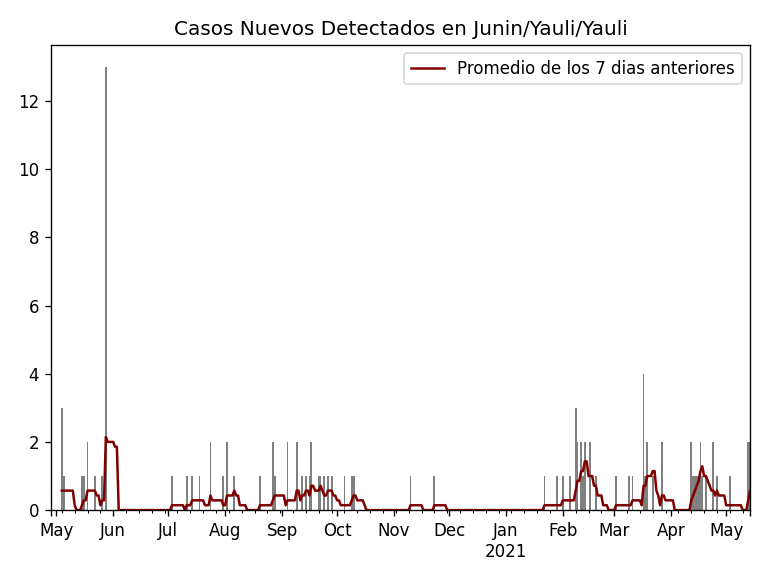 Casos Nuevos Detectados en Junin/Yauli/Yauli
Promedio de los 7 dias anteriores
12
10
8
6
4
2
0
May Jun Jul Aug Sep Oct Nov Dec Jan Feb Mar Apr May
2021